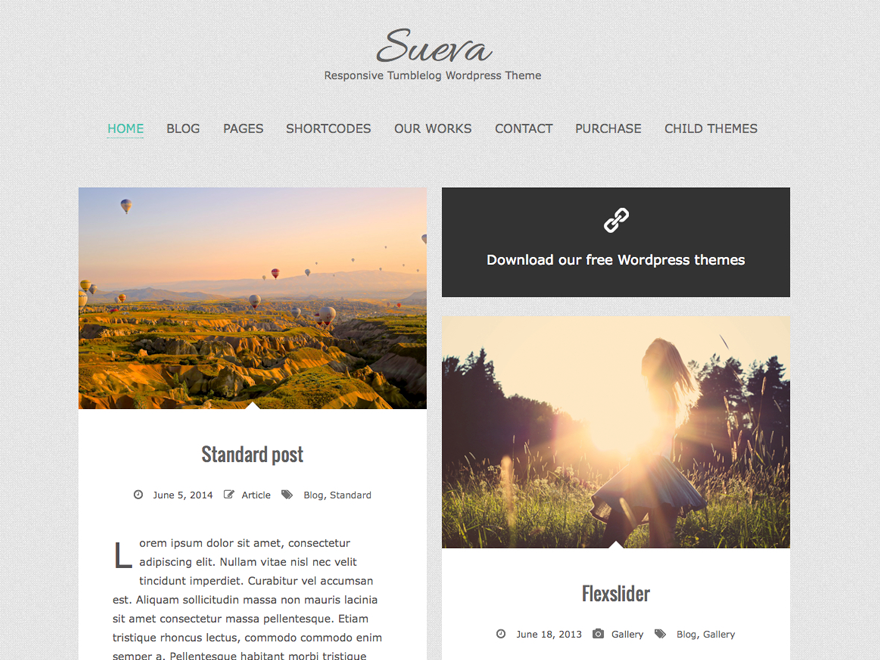 Sueva
Responsive Tumblelog Wordpress Theme
HOME BLOG PAGES SHORTCODES OUR WORKS CONTACT PURCHASE CHILD THEMES
Standard post
June 5, 2014 Article Blog, Standard
Lorem ipsum dolor sit amet, consectetur
adipiscing elit. Nullam vitae nisl nec velit
tincidunt imperdiet. Curabitur vel accumsan
est. Aliquam sollicitudin massa non mauris lacinia
sit amet consectetur massa pellentesque. Etiam
tristique rhoncus lectus, commodo commodo enim
semper a. Pellentesque habitant morbi tristique
Download our free Wordpress themes
Flexslider
June 18, 2013 Gallery Blog, Gallery